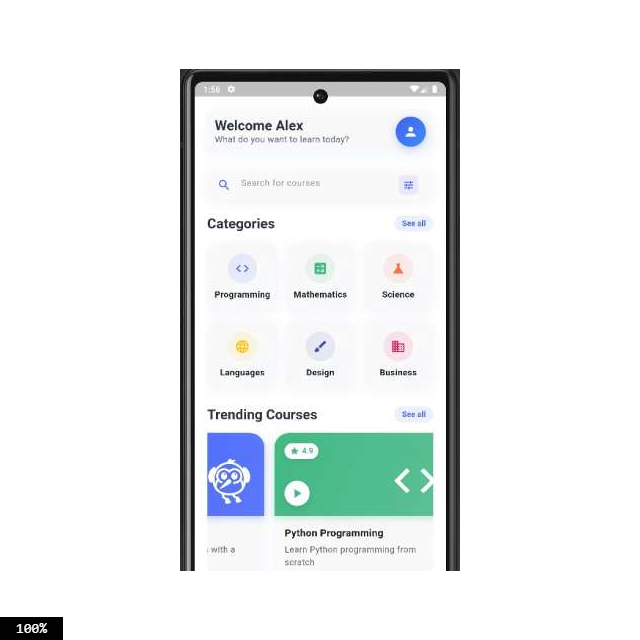 1:56
Welcome Alex
What do you want to learn today?
Search for courses
Categories
See all
Programming
Mathematics
Science
Languages
Design
Business
Trending Courses
See all
4.9
Python Programming
with a
Learn Python programming from
scratch
100%